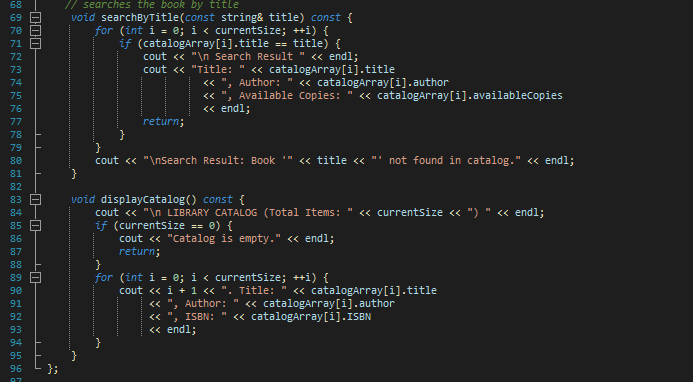 68 // searches the book by title
69 void searchByTitle(const string& title) const {
70 for (int i = 0; i < currentSize; ++i) {
71 if (catalogArray[i].title == title) {
72 cout << "\n Search Result " << endl;
73 cout << "Title: " << catalogArray[i].title
74 << ", Author: " << catalogArray[i].author
75 << ", Available Copies: " << catalogArray[i].availableCopies
76 << endl;
77 return;
78 }
79 }
80 cout << "\nSearch Result: Book '" << title << "' not found in catalog." << endl;
81 }
82
83 void displayCatalog() const {
84 cout << "\n LIBRARY CATALOG (Total Items: " << currentSize << ") " << endl;
85 if (currentSize == 0) {
86 cout << "Catalog is empty." << endl;
87 return;
88 }
89 for (int i = 0; i < currentSize; ++i) {
90 cout << i + 1 << ". Title: " << catalogArray[i].title
91 << ", Author: " << catalogArray[i].author
92 << ", ISBN: " << catalogArray[i].ISBN
93 << endl;
94 }
95 }
96 };
97